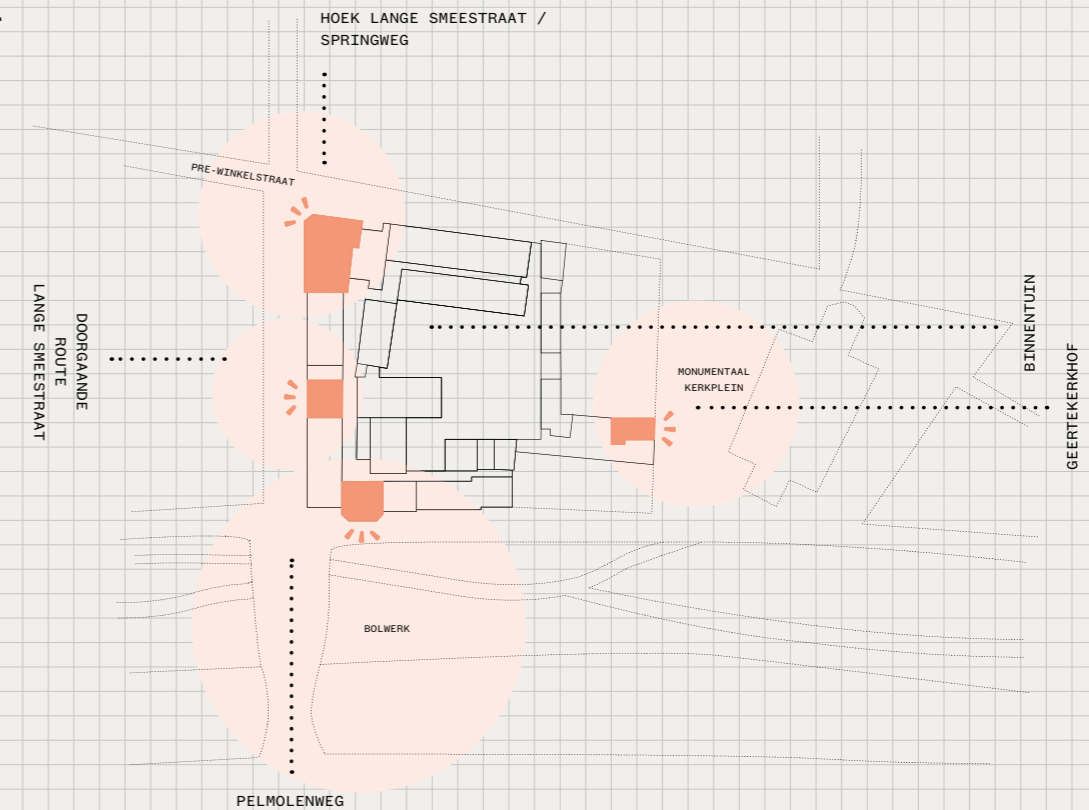 HOEK LANGE SMEESTRAAT /
SPRINGWEG
PRE-WINKELSTRAAT
DOORGAANDE
ROUTE
LANGE SMEESTRAAT
MONUMENTAAL
KERKPLEIN
BINNENTUIN
GEERTEKERKHOF
BOLWERK
PELMOLENWEG